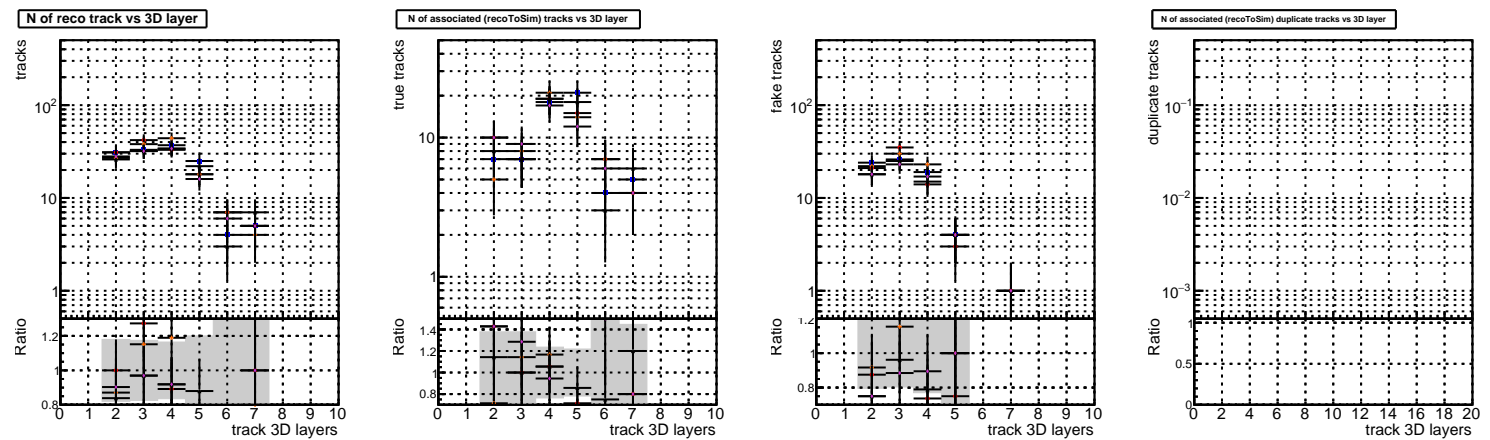 N of reco track vs 3D layer
N of associated (recoToSim) tracks vs 3D layer
N of associated (recoToSim) duplicate tracks vs 3D layer
tracks
10²
10
1
Ratio
1.2
1
0.8
0 1 2 3 4 5 6 7 8 9 10
track 3D layers
true tracks
10
1
Ratio
1.4
1.2
1
0.8
0 1 2 3 4 5 6 7 8 9 10
track 3D layers
fake tracks
10²
10
1
Ratio
1.2
1
0.8
0 1 2 3 4 5 6 7 8 9 10
track 3D layers
duplicate tracks
10⁻¹
10⁻²
10⁻³
Ratio
1
0.5
0
0 2 4 6 8 10 12 14 16 18 20
track 3D layers